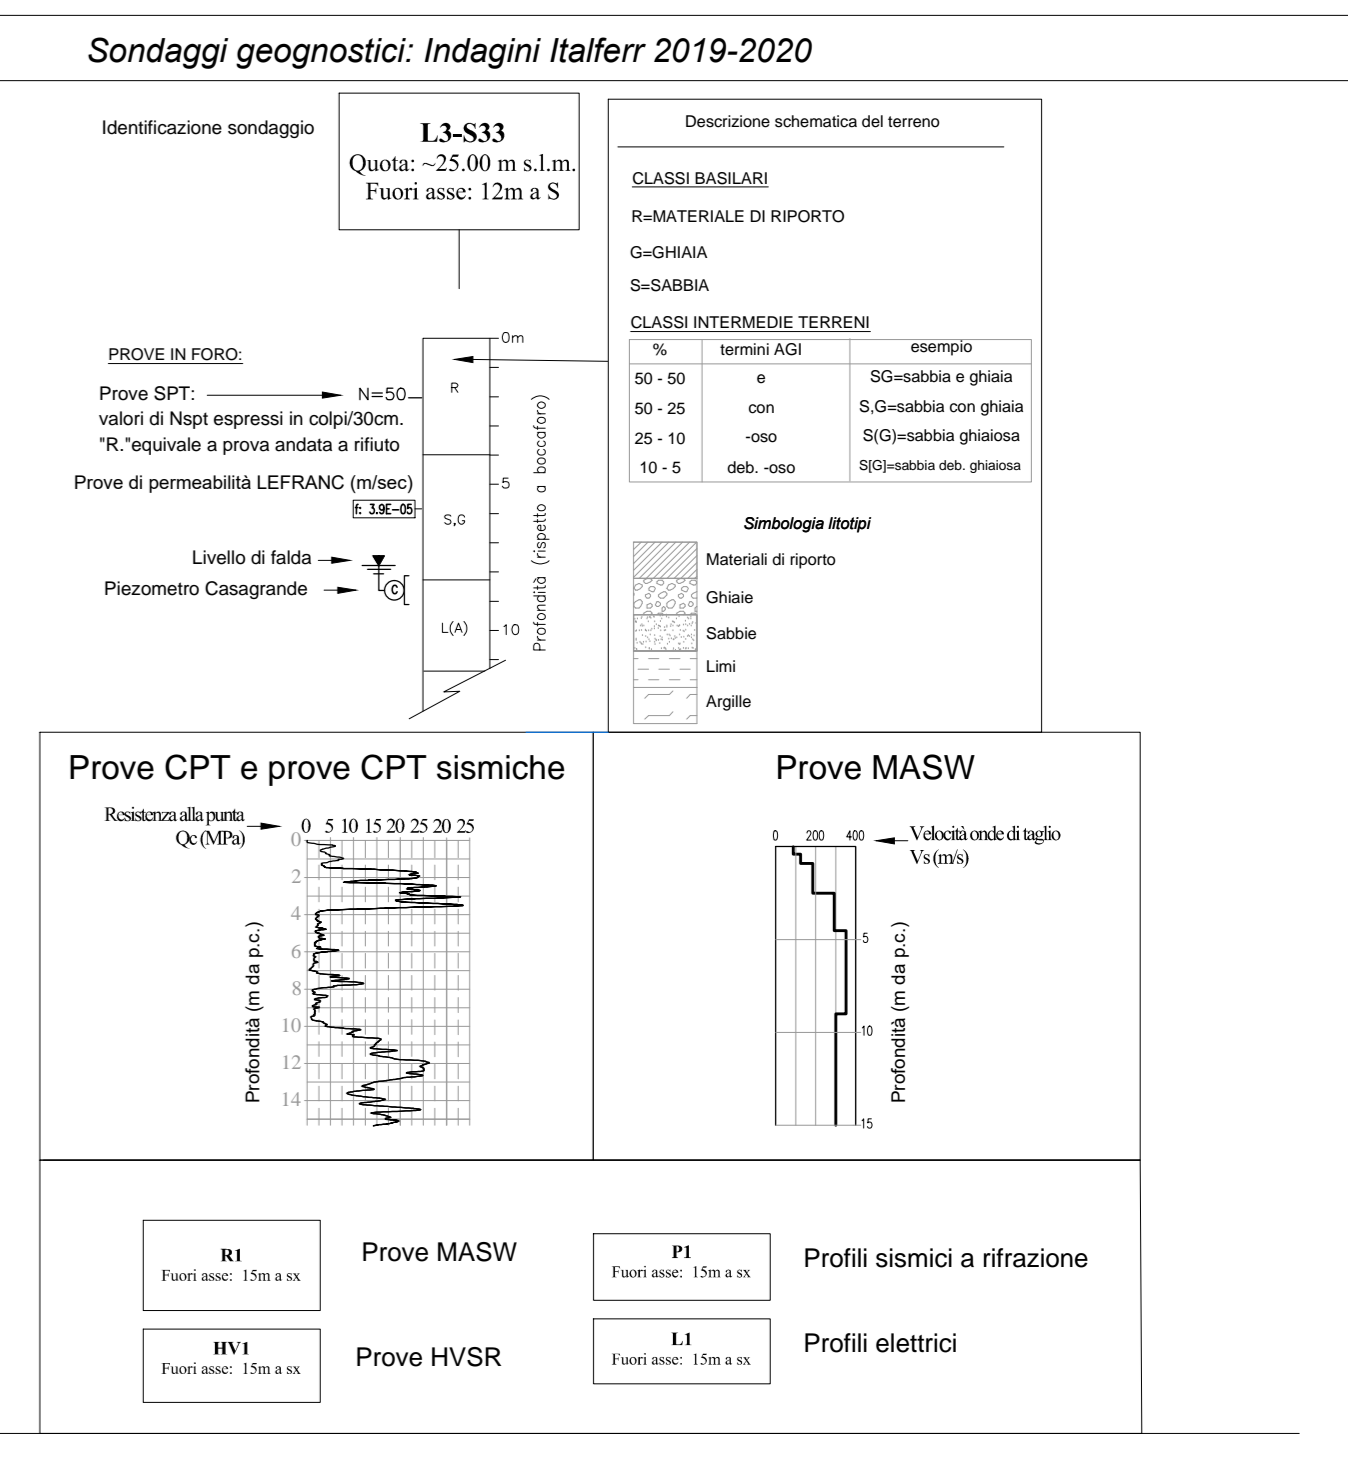 Sondaggi geognostici: Indagini Italferr 2019-2020
Identificazione sondaggio
L3-S33
Quota: ~25.00 m s.l.m.
Fuori asse: 12m a S
PROVE IN FORO:
Prove SPT:
valori di Nspt espressi in colpi/30cm.
"R."equivale a prova andata a rifiuto
N=50
Prove di permeabilità LEFRANC (m/sec)
f: 3.9E-05
Livello di falda
Piezometro Casagrande
C
R
S,G
L(A)
0m
5
10
Profondità (rispetto a boccaforo)
Descrizione schematica del terreno
CLASSI BASILARI
R=MATERIALE DI RIPORTO
G=GHIAIA
S=SABBIA
CLASSI INTERMEDIE TERRENI
% termini AGI esempio
50 - 50 e SG=sabbia e ghiaia
50 - 25 con S,G=sabbia con ghiaia
25 - 10 -oso S(G)=sabbia ghiaiosa
10 - 5 deb. -oso S[G]=sabbia deb. ghiaiosa
Simbologia litotipi
Materiali di riporto
Ghiaie
Sabbie
Limi
Argille
Prove CPT e prove CPT sismiche
Resistenza alla punta
Qc (MPa)
0 5 10 15 20 25 20 25
0
2
4
6
8
10
12
14
Profondità (m da p.c.)
Prove MASW
0 200 400
Velocità onde di taglio
Vs (m/s)
5
10
15
Profondità (m da p.c.)
R1
Fuori asse: 15m a sx
Prove MASW
P1
Fuori asse: 15m a sx
Profili sismici a rifrazione
HV1
Fuori asse: 15m a sx
Prove HVSR
L1
Fuori asse: 15m a sx
Profili elettrici